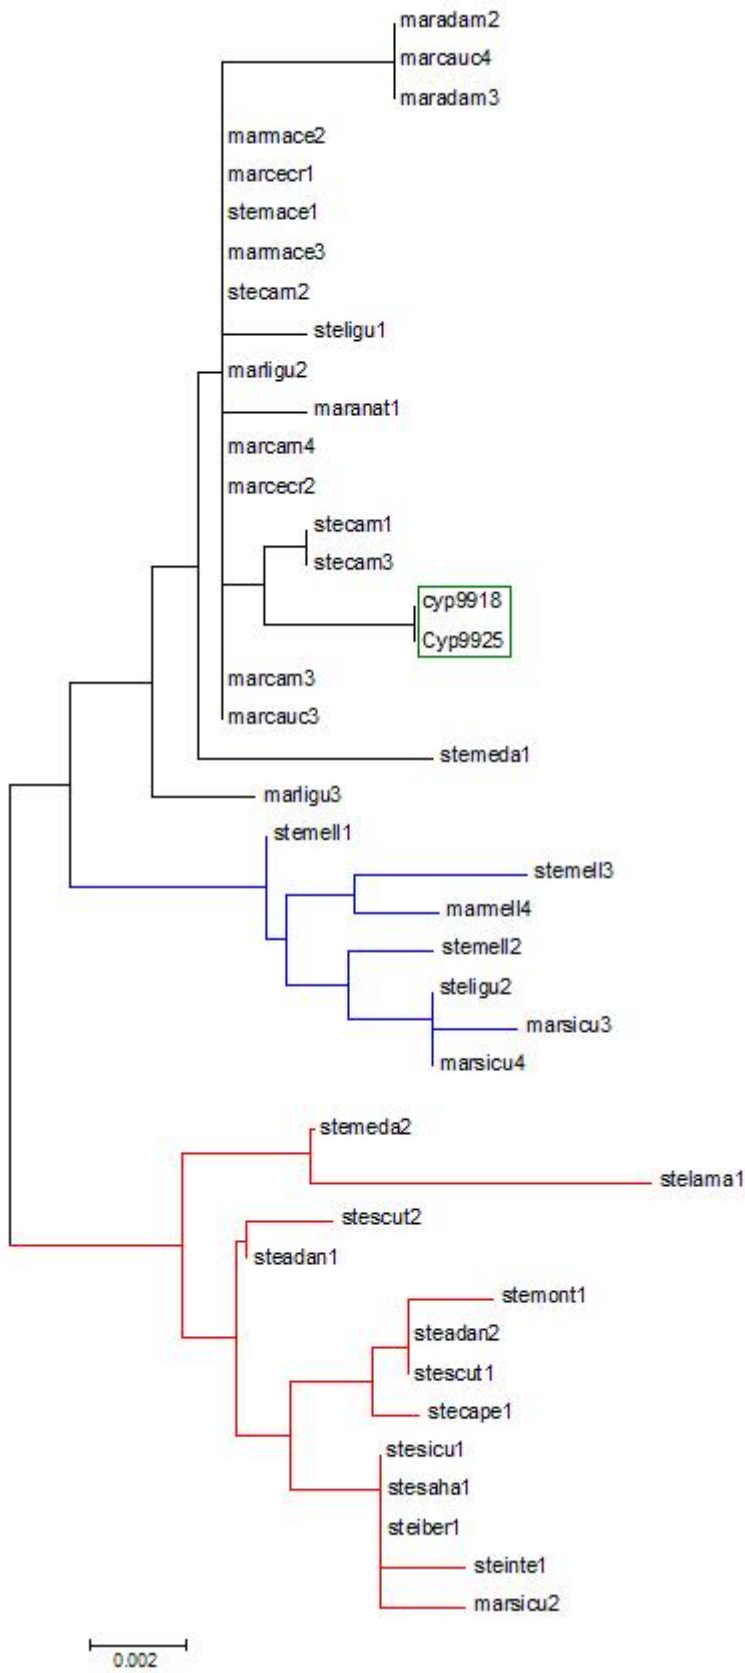 maradam2
marcauc4
maradam3
marmace2
marcecr1
stemace1
marmace3
stecam2
steligu1
marligu2
maranat1
marcam4
marcecr2
stecam1
stecam3
cyp9918
Cyp9925
marcam3
marcauc3
stemeda1
marligu3
stemell1
stemell3
marmell4
stemell2
steligu2
marsicu3
marsicu4
stemeda2
stelama1
stescut2
steadan1
stemont1
steadan2
stescut1
stecape1
stesicu1
stesaha1
steiber1
steinte1
marsicu2
0.002